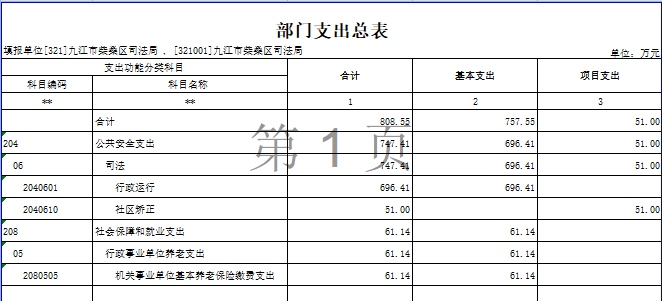 部门支出总表
填报单位[321]九江市柴桑区司法局 , [321001]九江市柴桑区司法局 单位：万元
支出功能分类科目 合计 基本支出 项目支出
科目编码 科目名称
** ** 1 2 3
合计 808.55 757.55 51.00
204 公共安全支出 747.41 696.41 51.00
06 司法 747.41 696.41 51.00
2040601 行政运行 696.41 696.41
2040610 社区矫正 51.00 51.00
208 社会保障和就业支出 61.14 61.14
05 行政事业单位养老支出 61.14 61.14
2080505 机关事业单位基本养老保险缴费支出 61.14 61.14
第 1 页